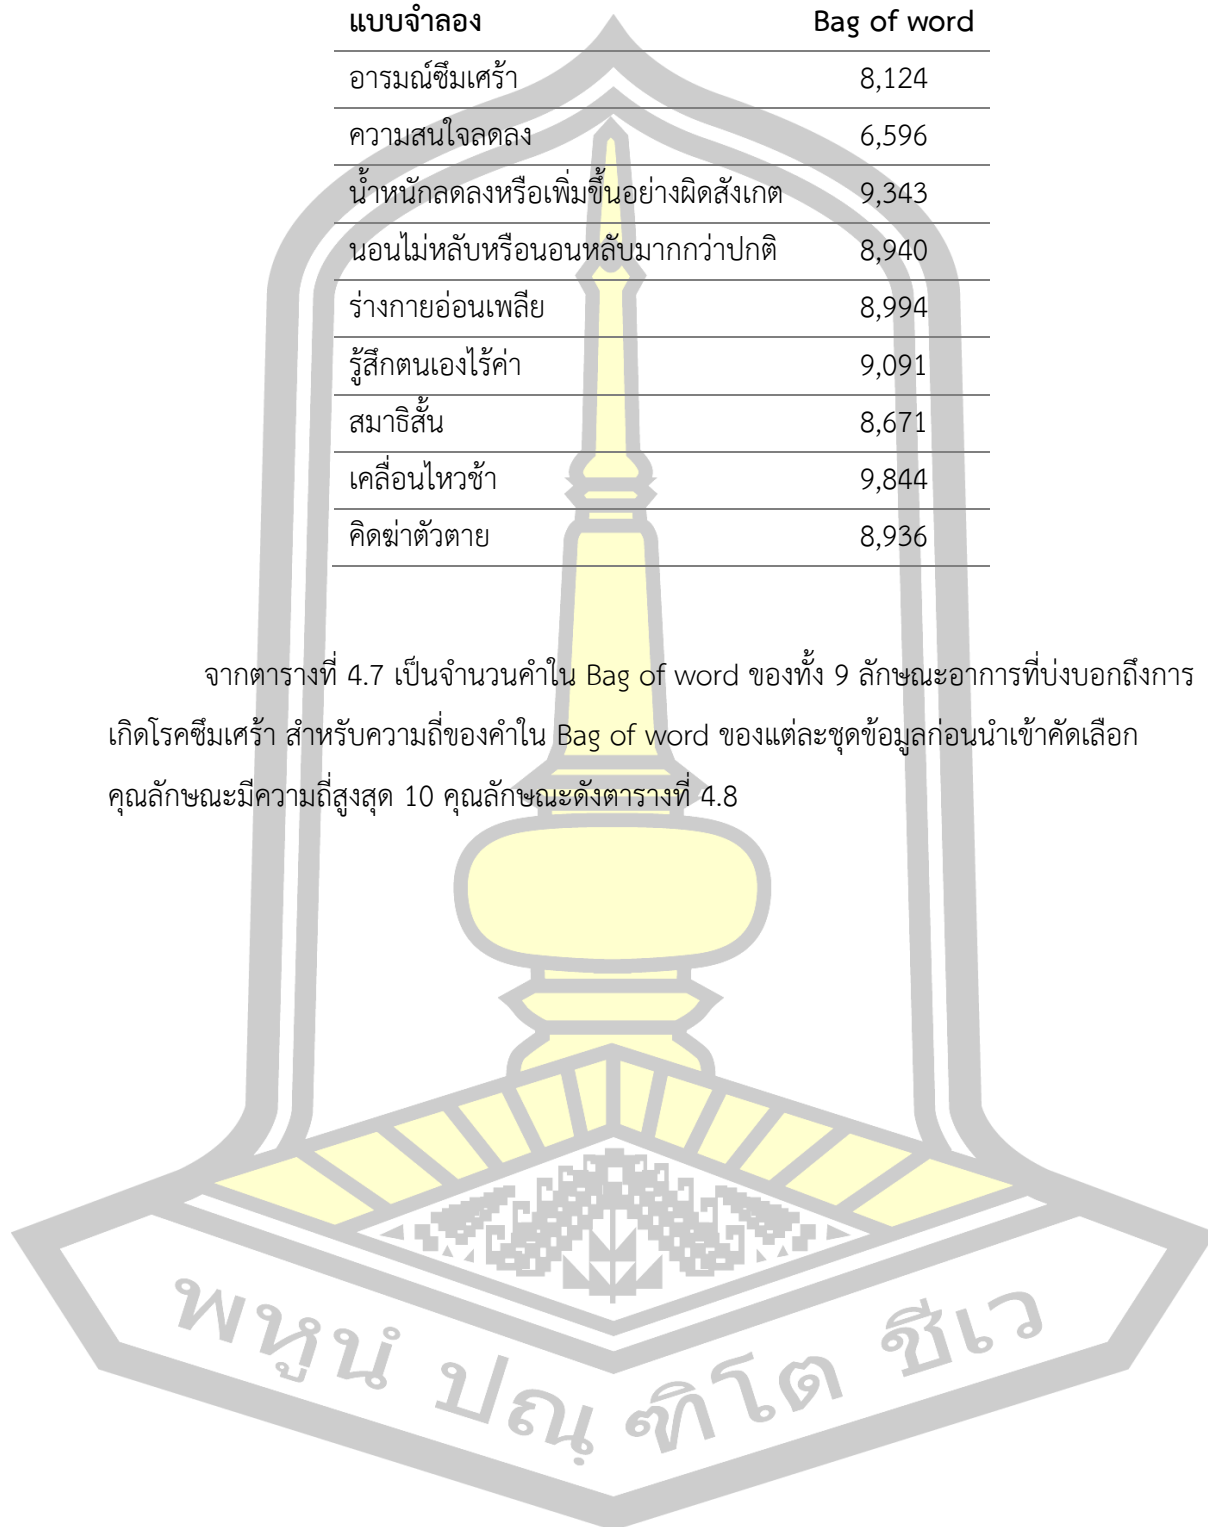 แบบจำลอง Bag of word
อารมณ์ซึมเศร้า 8,124
ความสนใจลดลง 6,596
น้ำหนักลดลงหรือเพิ่มขึ้นอย่างผิดสังเกต 9,343
นอนไม่หลับหรือนอนหลับมากกว่าปกติ 8,940
ร่างกายอ่อนเพลีย 8,994
รู้สึกตนเองไร้ค่า 9,091
สมาธิสั้น 8,671
เคลื่อนไหวช้า 9,844
คิดฆ่าตัวตาย 8,936
จากตารางที่ 4.7 เป็นจำนวนคำใน Bag of word ของทั้ง 9 ลักษณะอาการที่บ่งบอกถึงการ
เกิดโรคซึมเศร้า สำหรับความถี่ของคำใน Bag of word ของแต่ละชุดข้อมูลก่อนนำเข้าคัดเลือก
คุณลักษณะมีความถี่สูงสุด 10 คุณลักษณะดังตารางที่ 4.8
พหูนํ ปณฺฑิโต ชีเว